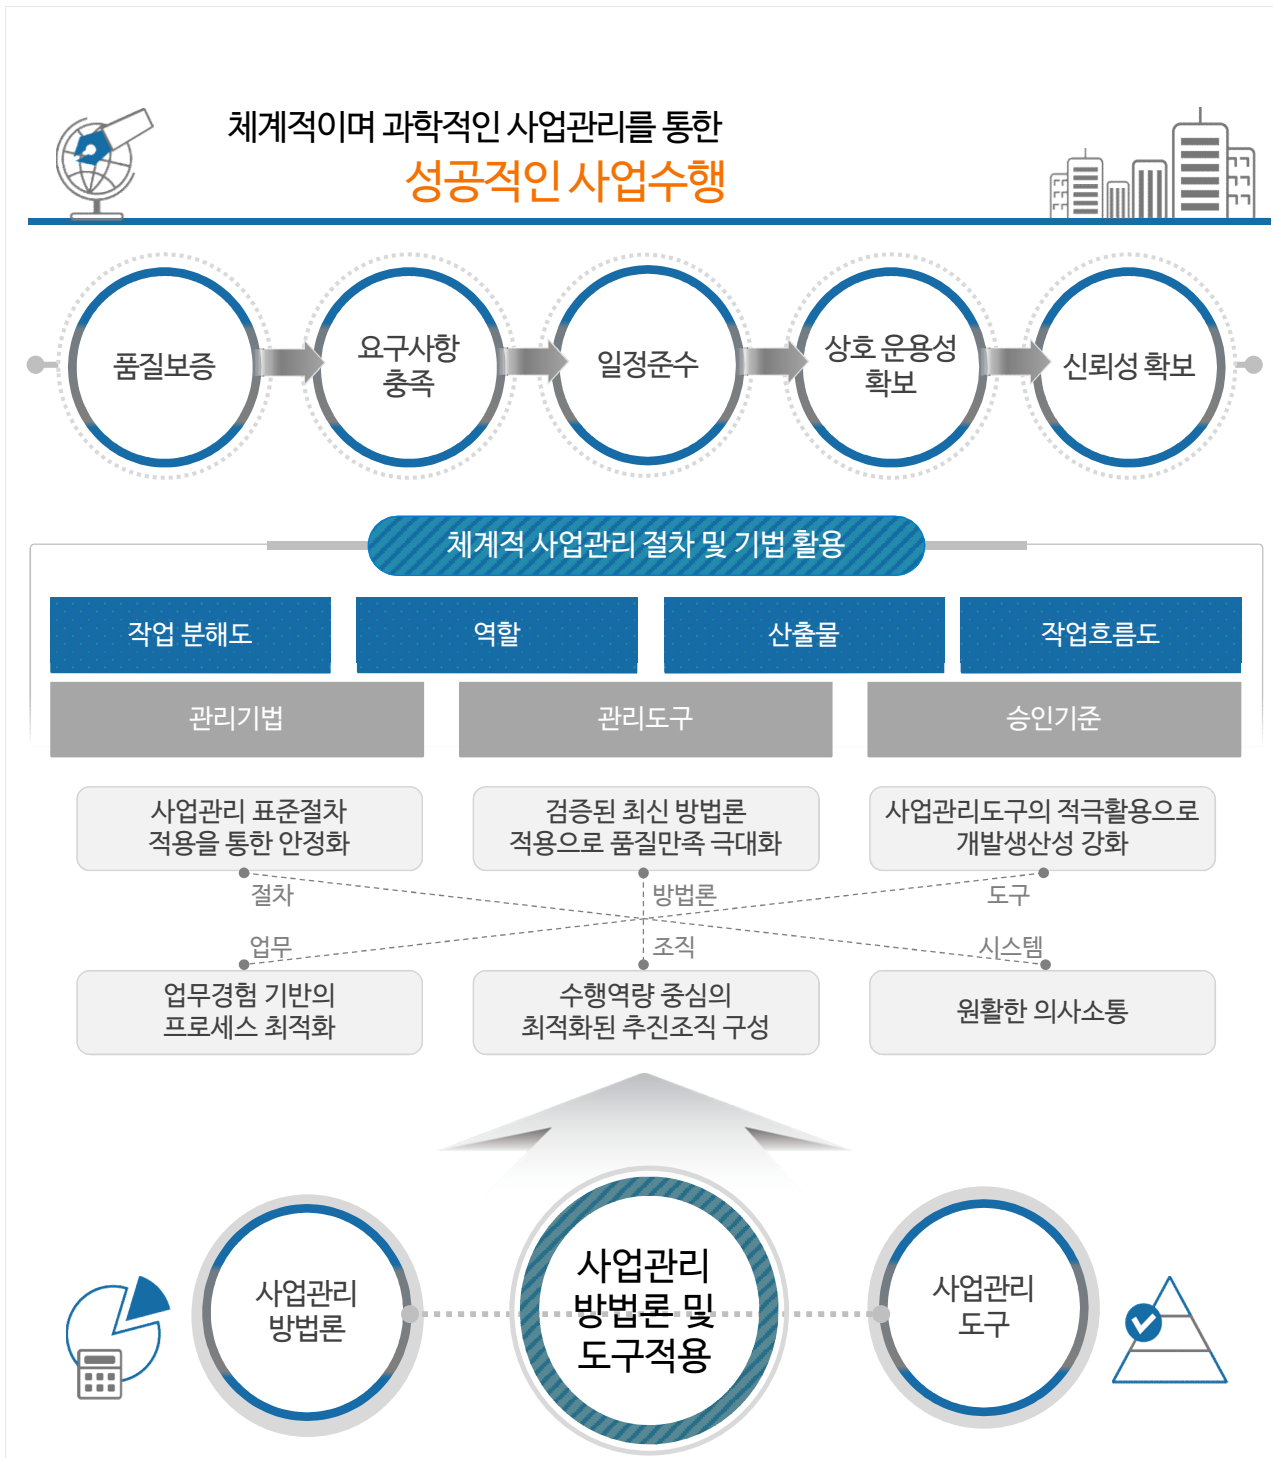 체계적이며 과학적인 사업관리를 통한
성공적인 사업수행
품질보증
요구사항
충족
일정준수
상호 운용성
확보
신뢰성 확보
체계적 사업관리 절차 및 기법 활용
작업 분해도
역할
산출물
작업흐름도
관리기법
관리도구
승인기준
사업관리 표준절차
적용을 통한 안정화
검증된 최신 방법론
적용으로 품질만족 극대화
사업관리도구의 적극활용으로
개발생산성 강화
절차
방법론
도구
업무
조직
시스템
업무경험 기반의
프로세스 최적화
수행역량 중심의
최적화된 추진조직 구성
원활한 의사소통
사업관리
방법론
사업관리
방법론 및
도구적용
사업관리
도구